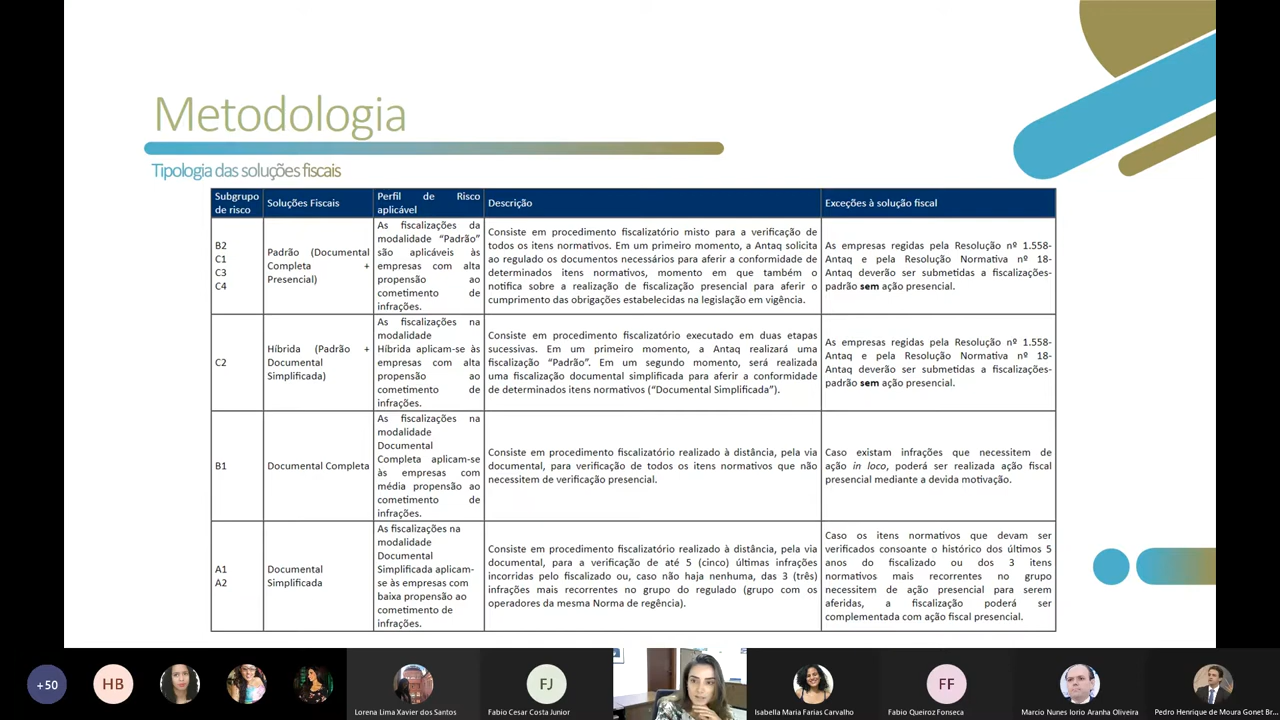 Metodologia
Tipologia das soluções fiscais
Subgrupo de risco
Soluções Fiscais
Perfil de Risco aplicável
Descrição
Exceções à solução fiscal
B2
C1
C3
C4
Padrão (Documental
Completa +
Presencial)
As fiscalizações da
modalidade “Padrão”
são aplicáveis às
empresas com alta
propensão ao
cometimento de
infrações.
Consiste em procedimento fiscalizatório misto para a verificação de
todos os itens normativos. Em um primeiro momento, a Antaq solicita
ao regulado os documentos necessários para aferir a conformidade de
determinados itens normativos, momento em que também o
notifica sobre a realização de fiscalização presencial para aferir o
cumprimento das obrigações estabelecidas na legislação em vigência.
As empresas regidas pela Resolução nº 1.558-
Antaq e pela Resolução Normativa nº 18-
Antaq deverão ser submetidas a fiscalizações-
padrão sem ação presencial.
C2
Híbrida (Padrão +
Documental
Simplificada)
As fiscalizações na
modalidade
Híbrida aplicam-se às
empresas com alta
propensão ao
cometimento de
infrações.
Consiste em procedimento fiscalizatório executado em duas etapas
sucessivas. Em um primeiro momento, a Antaq realizará uma
fiscalização “Padrão”. Em um segundo momento, será realizada
uma fiscalização documental simplificada para aferir a conformidade
de determinados itens normativos (“Documental Simplificada”).
As empresas regidas pela Resolução nº 1.558-
Antaq e pela Resolução Normativa nº 18-
Antaq deverão ser submetidas a fiscalizações-
padrão sem ação presencial.
B1
Documental Completa
As fiscalizações na
modalidade
Documental
Completa aplicam-se
às empresas com
média propensão ao
cometimento de
infrações.
Consiste em procedimento fiscalizatório realizado à distância, pela via
documental, para verificação de todos os itens normativos que não
necessitem de verificação presencial.
Caso existam infrações que necessitem de
ação in loco, poderá ser realizada ação fiscal
presencial mediante a devida motivação.
A1
A2
Documental
Simplificada
As fiscalizações na
modalidade
Documental
Simplificada aplicam-
se às empresas com
baixa propensão ao
cometimento de
infrações.
Consiste em procedimento fiscalizatório realizado à distância, pela via
documental, para a verificação de até 5 (cinco) últimas infrações
incorridas pelo fiscalizado ou, caso não haja nenhuma, das 3 (três)
infrações mais recorrentes no grupo do regulado (grupo com os
operadores da mesma Norma de regência).
Caso os itens normativos que devam ser
verificados consoante o histórico dos últimos 5
anos do fiscalizado ou dos 3 itens
normativos mais recorrentes no grupo
necessitem de ação presencial para serem
aferidas, a fiscalização poderá ser
complementada com ação fiscal presencial.
+50
HB
Lorena Lima Xavier dos Santos
FJ
Fabio Cesar Costa Junior
Isabella Maria Farias Carvalho
FF
Fabio Queiroz Fonseca
Marcio Nunes Iorio Aranha Oliveira
Pedro Henrique de Moura Gonet Br...